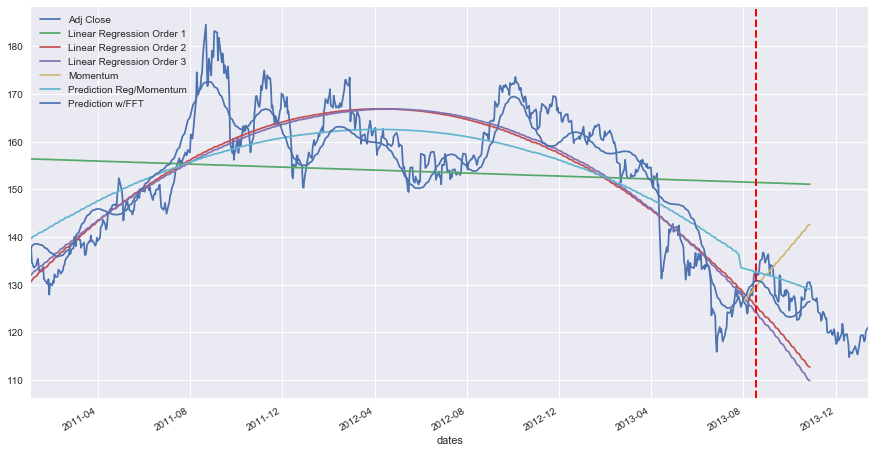 Adj Close
Linear Regression Order 1
Linear Regression Order 2
Linear Regression Order 3
Momentum
Prediction Reg/Momentum
Prediction w/FFT
180
170
160
150
140
130
120
110
2011-04
2011-08
2011-12
2012-04
2012-08
2012-12
2013-04
2013-08
2013-12
dates